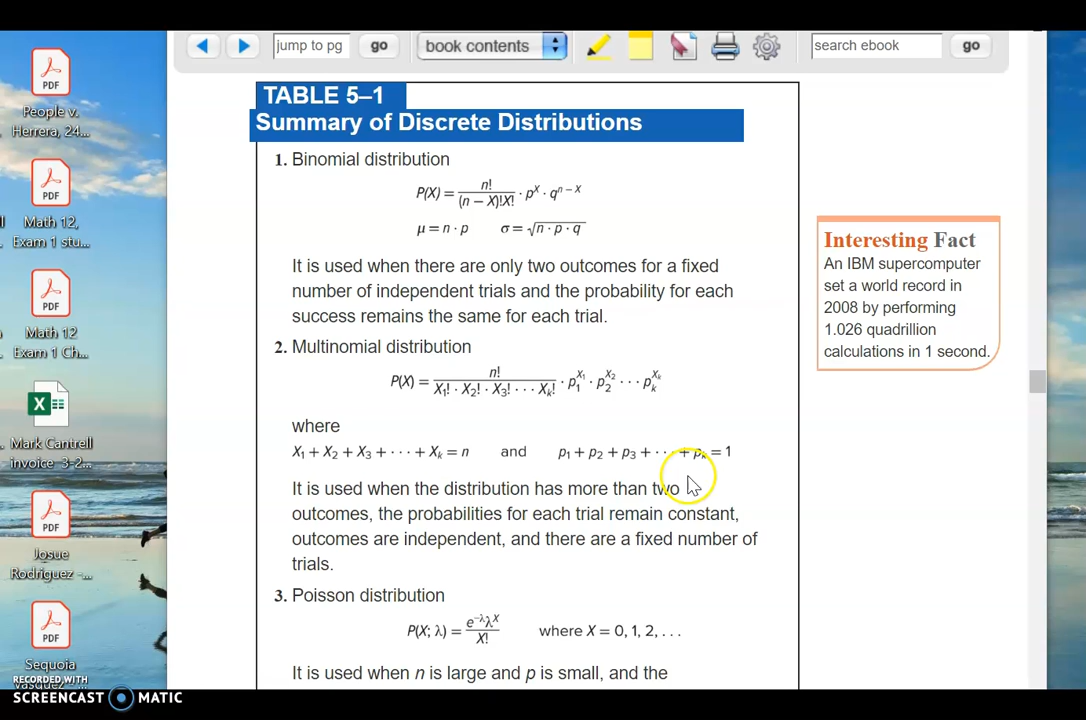 jump to pg go book contents search ebook go
PDF
People v.
Herrera, 24...
PDF
Math 12,
Exam 1 stu...
PDF
Math 12
Exam 1 Ch...
X
Mark Cantrell
invoice 3-2...
PDF
Josue
Rodriguez -...
PDF
Sequoia
RECORDED WITH
SCREENCAST MATIC
TABLE 5–1
Summary of Discrete Distributions
1. Binomial distribution
P(X) = n! / (n − X)!X! · p^X · q^(n − X)
μ = n · p σ = √(n · p · q)
It is used when there are only two outcomes for a fixed
number of independent trials and the probability for each
success remains the same for each trial.
2. Multinomial distribution
P(X) = n! / (X₁! · X₂! · X₃! · · · Xₖ!) · p₁^X₁ · p₂^X₂ · · · pₖ^Xₖ
where
X₁ + X₂ + X₃ + · · · + Xₖ = n and p₁ + p₂ + p₃ + · · · + pₖ = 1
It is used when the distribution has more than two
outcomes, the probabilities for each trial remain constant,
outcomes are independent, and there are a fixed number of
trials.
3. Poisson distribution
P(X; λ) = e^−λ λ^X / X! where X = 0, 1, 2, . . .
It is used when n is large and p is small, and the
Interesting Fact
An IBM supercomputer
set a world record in
2008 by performing
1.026 quadrillion
calculations in 1 second.